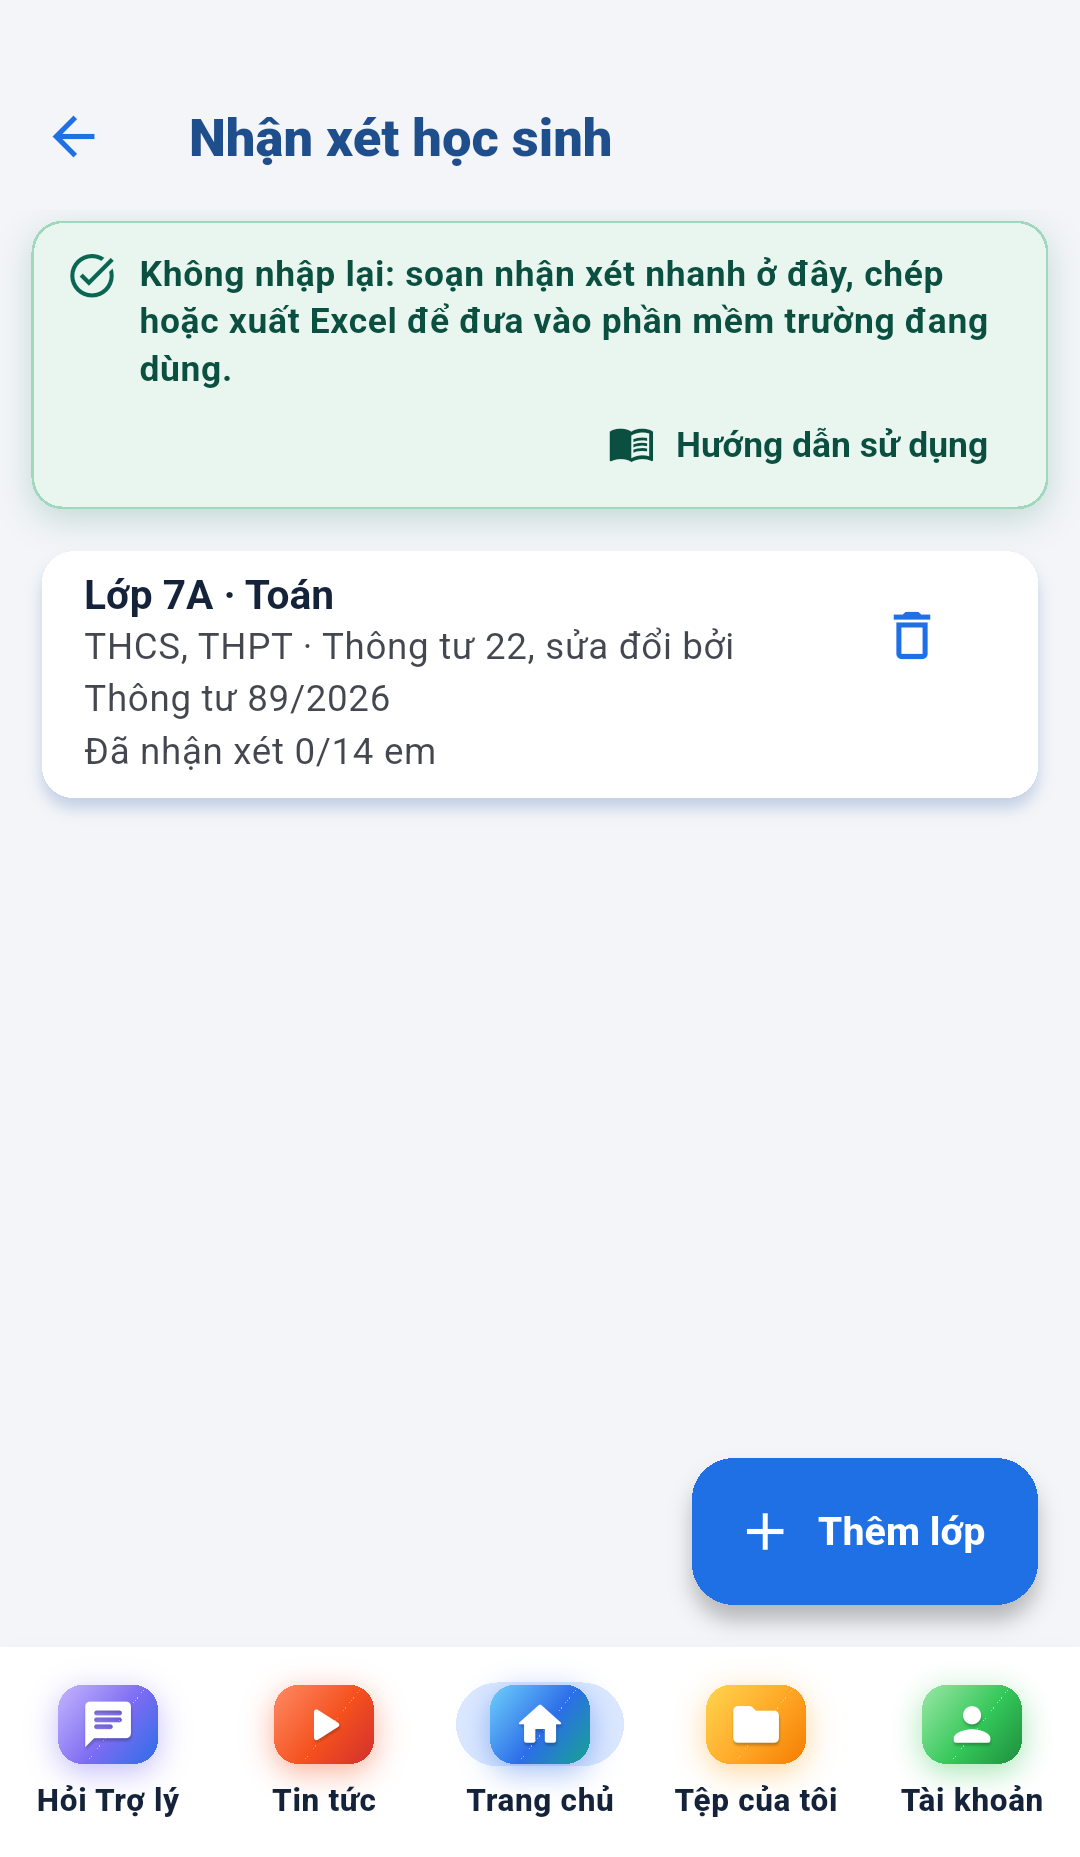 Nhận xét học sinh
Không nhập lại: soạn nhận xét nhanh ở đây, chép
hoặc xuất Excel để đưa vào phần mềm trường đang
dùng.
Hướng dẫn sử dụng
Lớp 7A · Toán
THCS, THPT · Thông tư 22, sửa đổi bởi
Thông tư 89/2026
Đã nhận xét 0/14 em
Thêm lớp
Hỏi Trợ lý
Tin tức
Trang chủ
Tệp của tôi
Tài khoản